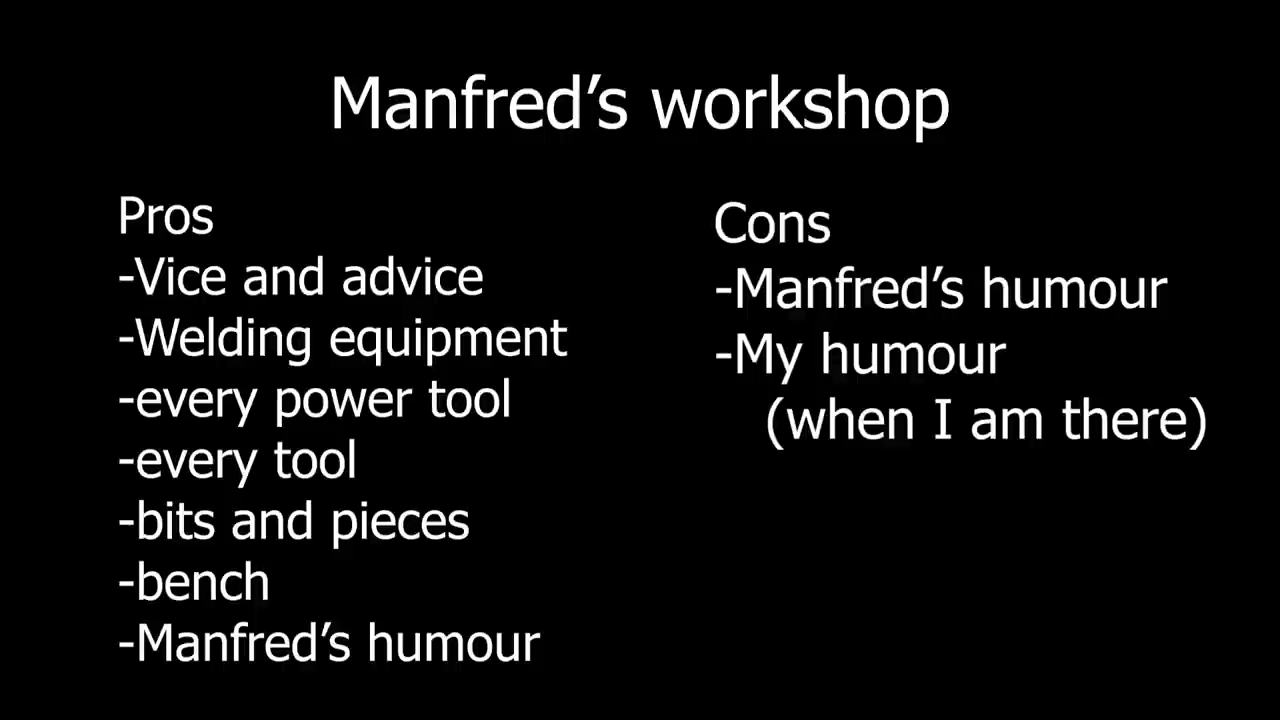 Manfred’s workshop
Pros
-Vice and advice
-Welding equipment
-every power tool
-every tool
-bits and pieces
-bench
-Manfred’s humour
Cons
-Manfred’s humour
-My humour
(when I am there)